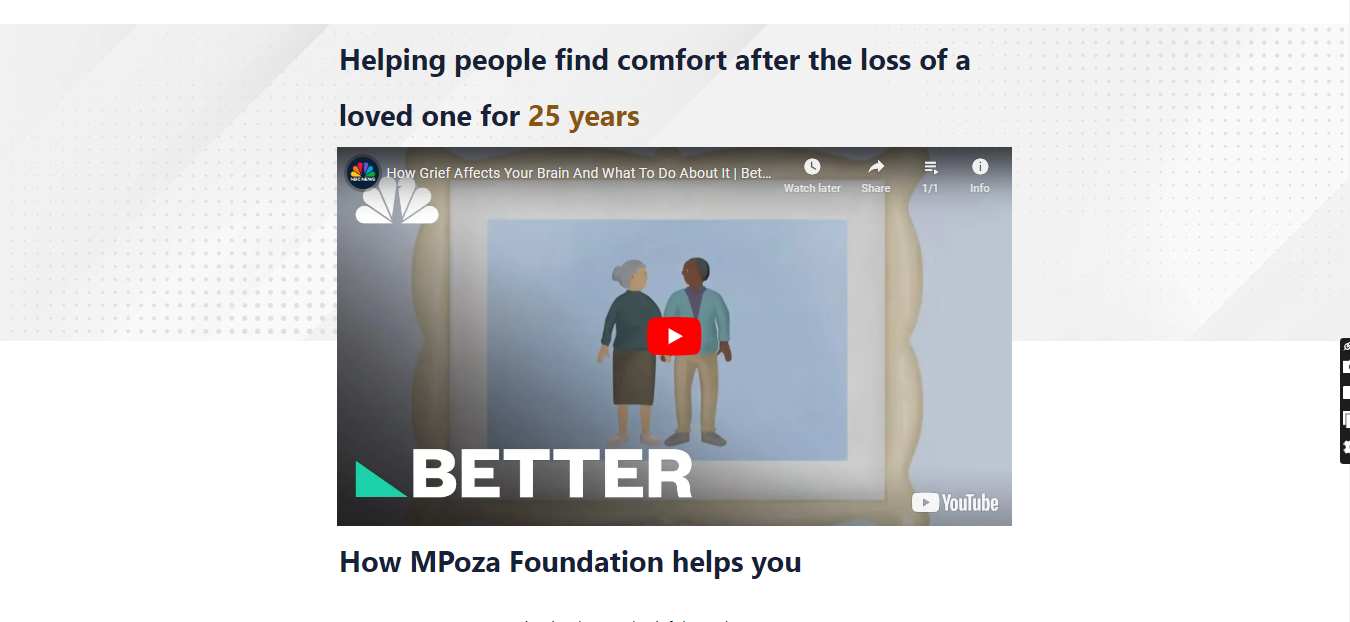 Helping people find comfort after the loss of a
loved one for 25 years
NBC NEWS
How Grief Affects Your Brain And What To Do About It | Bet...
Watch later
Share
1/1
Info
BETTER
YouTube
How MPoza Foundation helps you